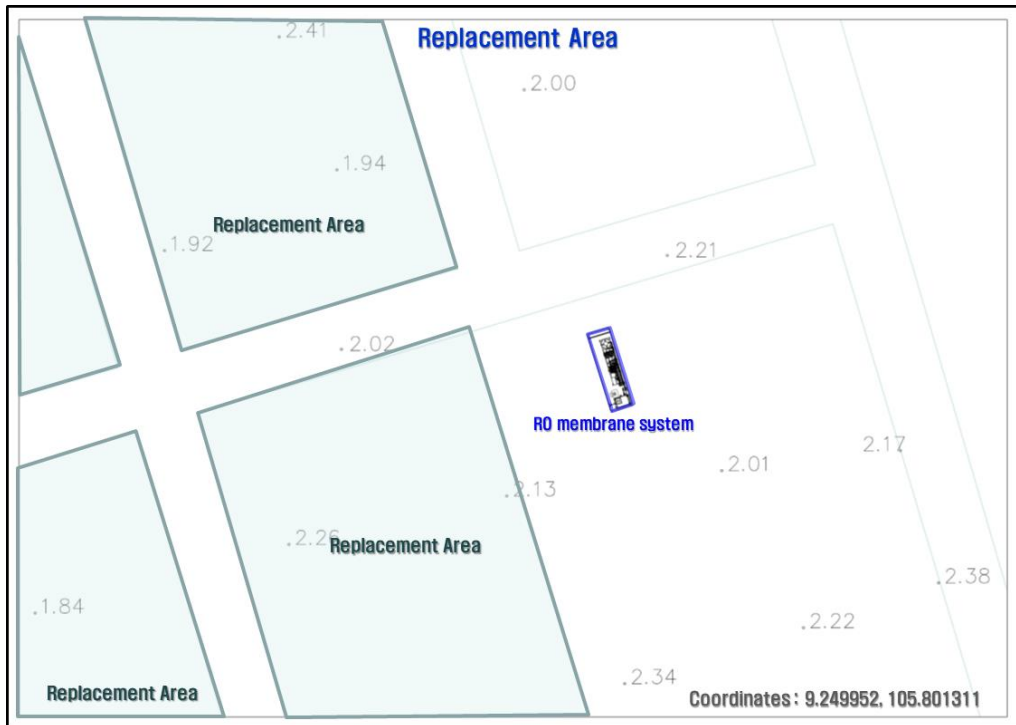 .2.41
Replacement Area
.2.00
.1.94
Replacement Area
.1.92
.2.21
.2.02
RO membrane system
.2.01
2.17
.2.13
.2.26
Replacement Area
.2.38
.1.84
.2.22
.2.34
Replacement Area
Coordinates : 9.249952, 105.801311